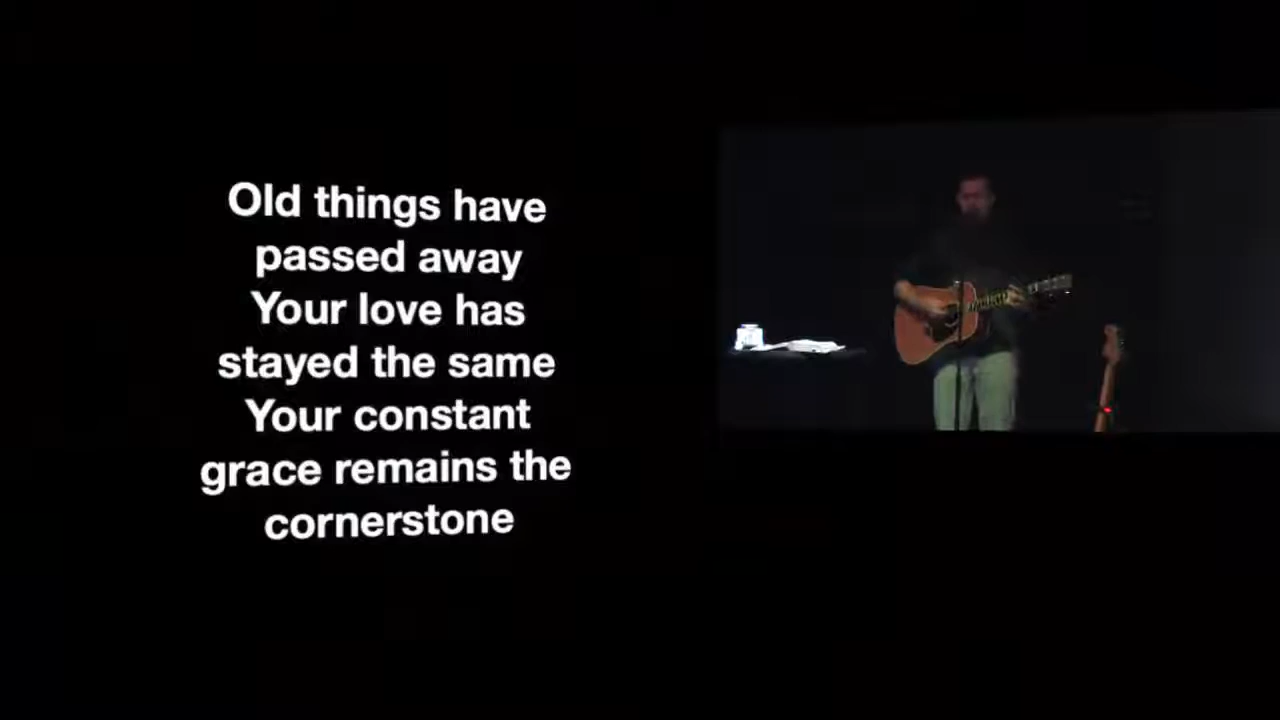 Old things have
passed away
Your love has
stayed the same
Your constant
grace remains the
cornerstone